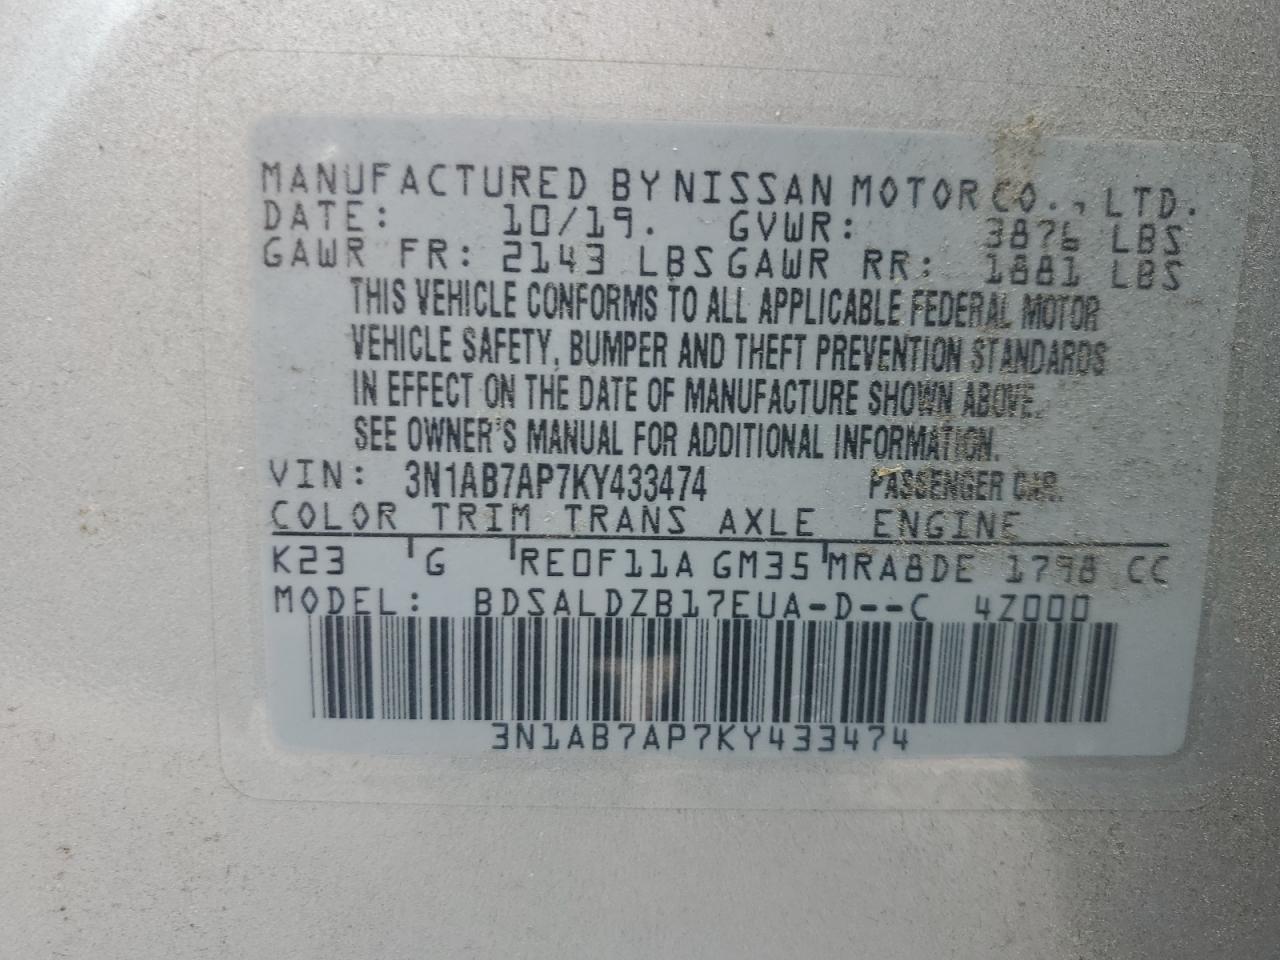 MANUFACTURED BY NISSAN MOTOR CO., LTD.
DATE: 10/19. GVWR: 3876 LBS
GAWR FR: 2143 LBS GAWR RR: 1881 LBS
THIS VEHICLE CONFORMS TO ALL APPLICABLE FEDERAL MOTOR
VEHICLE SAFETY, BUMPER AND THEFT PREVENTION STANDARDS
IN EFFECT ON THE DATE OF MANUFACTURE SHOWN ABOVE.
SEE OWNER'S MANUAL FOR ADDITIONAL INFORMATION.
VIN: 3N1AB7AP7KY433474 PASSENGER CAR.
COLOR TRIM TRANS AXLE ENGINE
K23 G RE0F11A GM35 MRA8DE 1798 CC
MODEL: BDSALDZB17EUA-D--C 4Z000
3N1AB7AP7KY433474